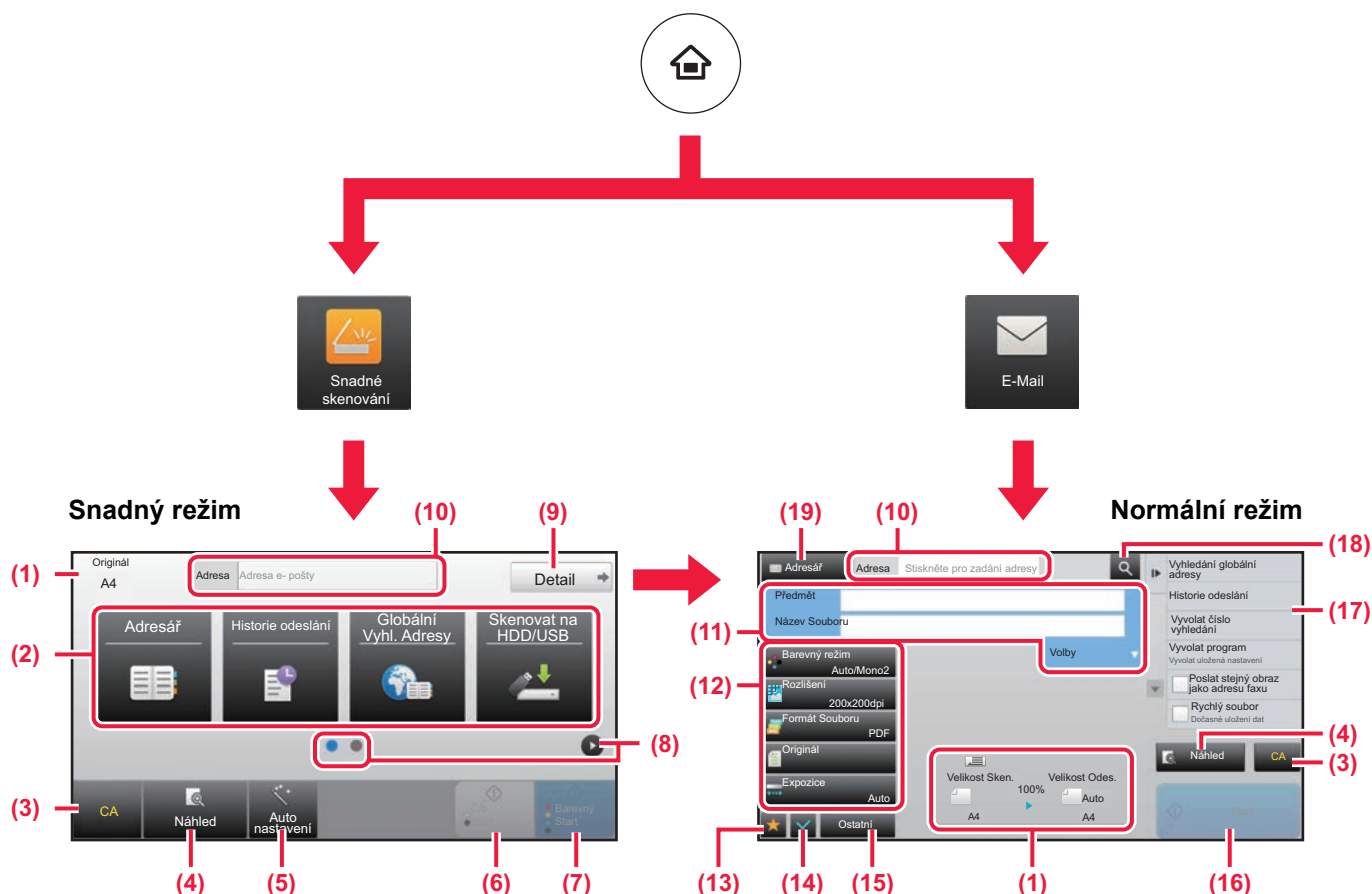 Snadné
skenování
E-Mail
Snadný režim
(10)
(9)
(19)
(10)
Normální režim
(18)
(1)
Originál
A4
Adresa
Adresa e- pošty
Detail
(2)
Adresář
Historie odeslání
Globální
Vyhl. Adresy
Skenovat na
HDD/USB
(8)
(3)
CA
Náhled
Auto
nastavení
Barevný
Start
(4)
(5)
(6)
(7)
Adresář
Adresa
Stiskněte pro zadání adresy
Předmět
Název Souboru
Volby
(11)
(12)
Barevný režim
Auto/Mono2
Rozlišení
200x200dpi
Formát Souboru
PDF
Originál
Expozice
Auto
Ostatní
Velikost Sken.
100%
Velikost Odes.
Auto
A4
A4
Vyhledání globální
adresy
Historie odeslání
Vyvolat číslo
vyhledání
Vyvolat program
Vyvolat uložená nastavení
Poslat stejný obraz
jako adresu faxu
Rychlý soubor
Dočasné uložení dat
(17)
(4)
Náhled
CA
(3)
Start
(13)
(14)
(15)
(1)
(16)